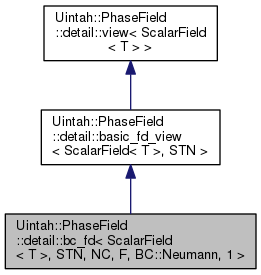 Uintah::PhaseField
::detail::view< ScalarField
< T > >
Uintah::PhaseField
::detail::basic_fd_view
< ScalarField< T >, STN >
Uintah::PhaseField
::detail::bc_fd< ScalarField
< T >, STN, NC, F, BC::Neumann, 1 >